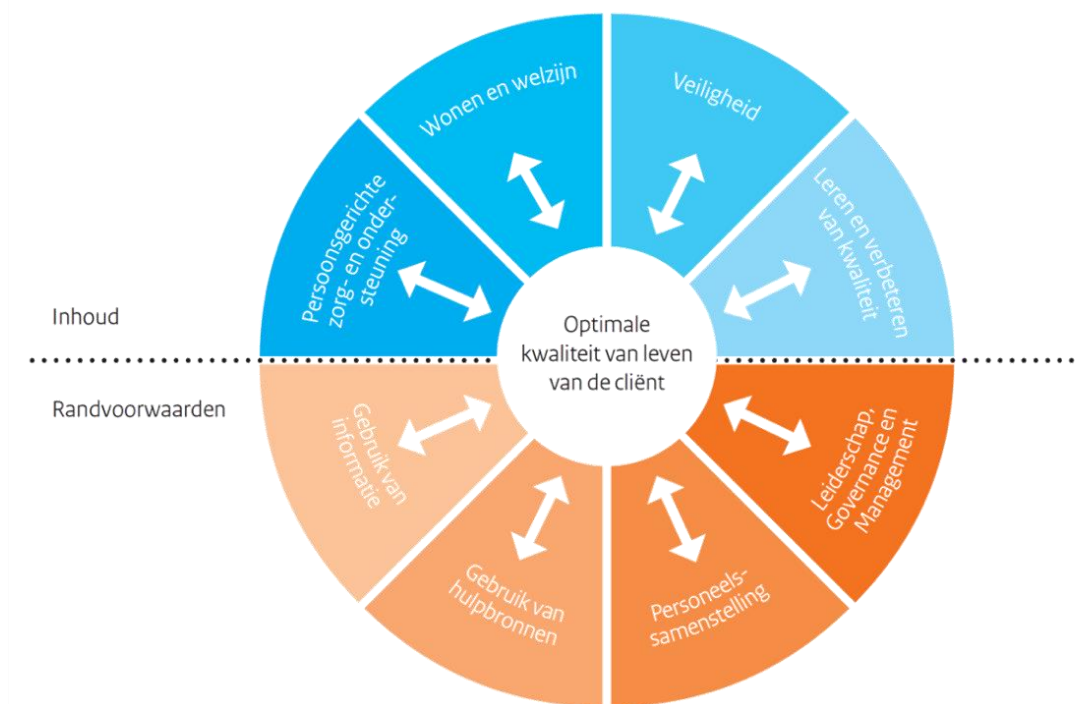 Wonen en welzijn
Veiligheid
Persoonsgerichte
zorg- en onder-
steuning
Leren en verbeteren
van kwaliteit
Inhoud
Optimale
kwaliteit van leven
van de cliënt
Randvoorwaarden
Gebruik van
informatie
Leiderschap,
Governance en
Management
Gebruik van
hulpbronnen
Personeels-
samenstelling